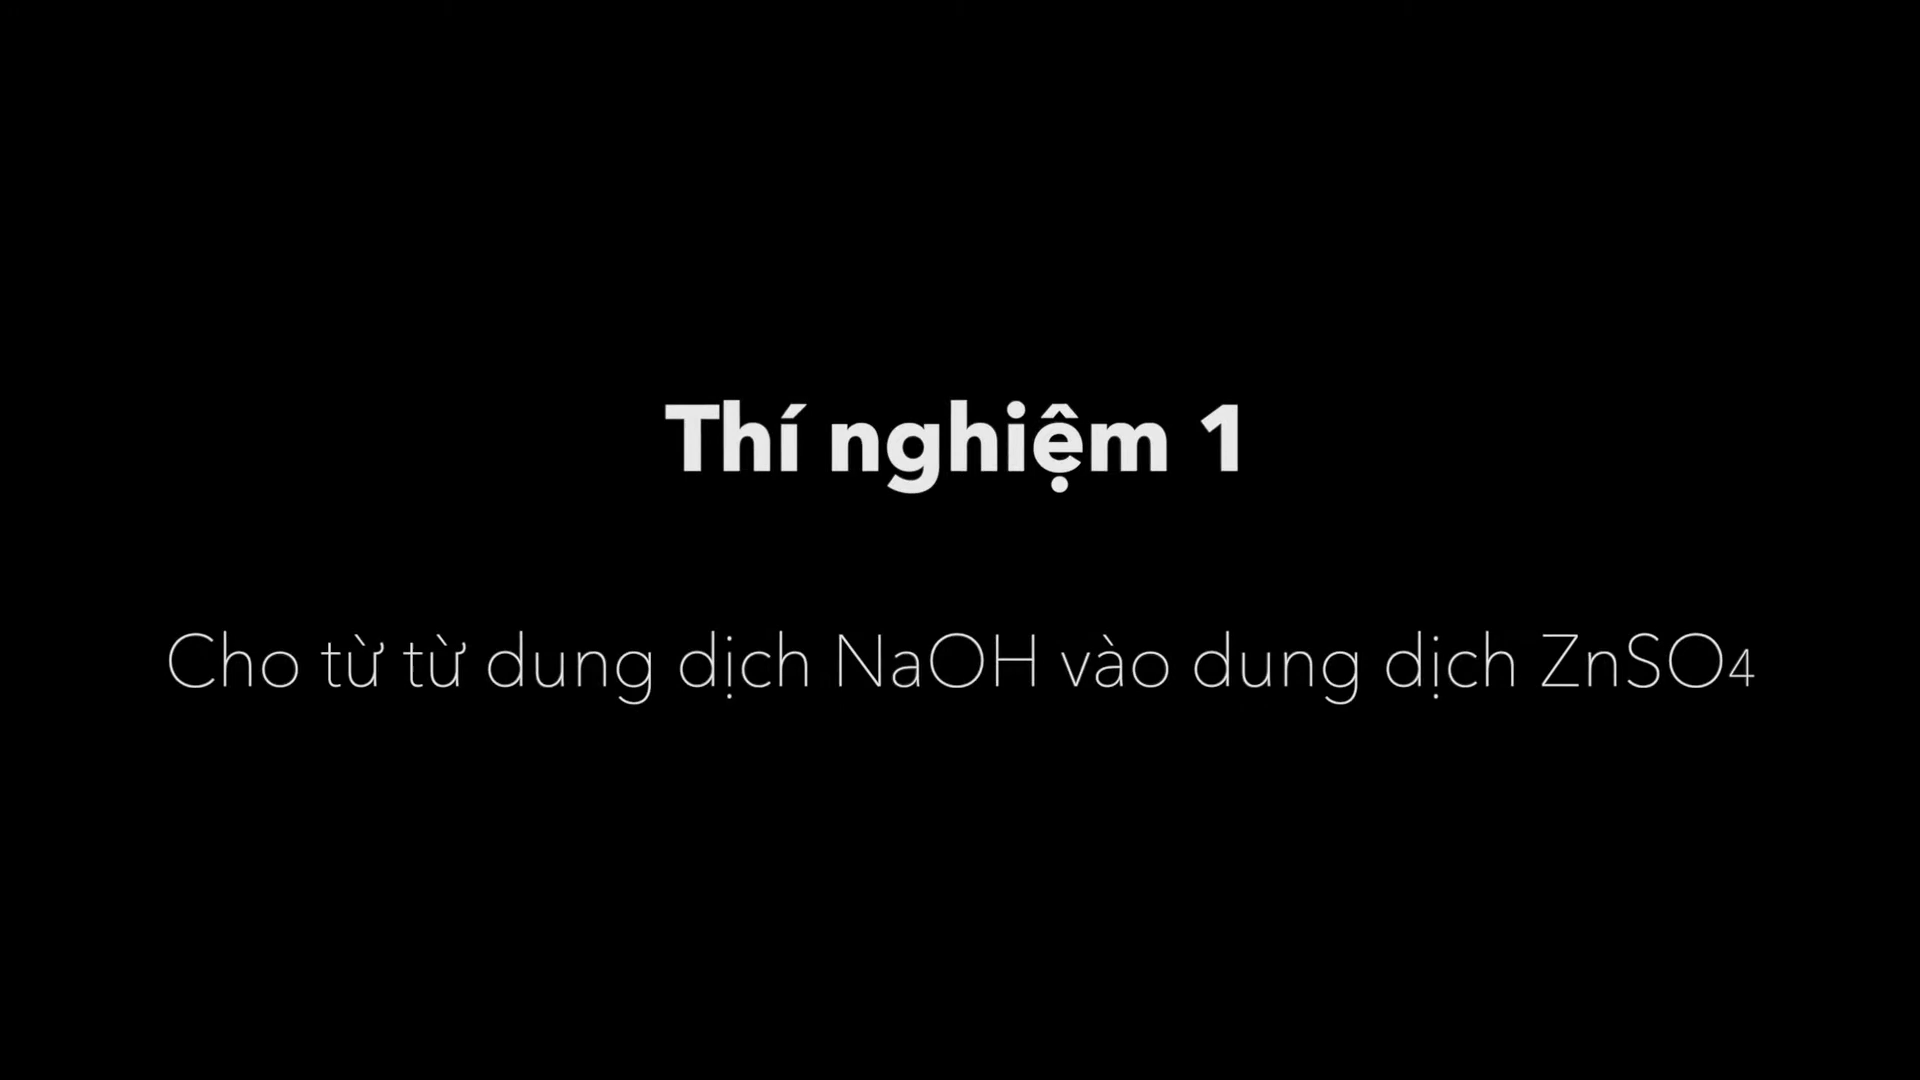 Thí nghiệm 1
Cho từ từ dung dịch NaOH vào dung dịch ZnSO4